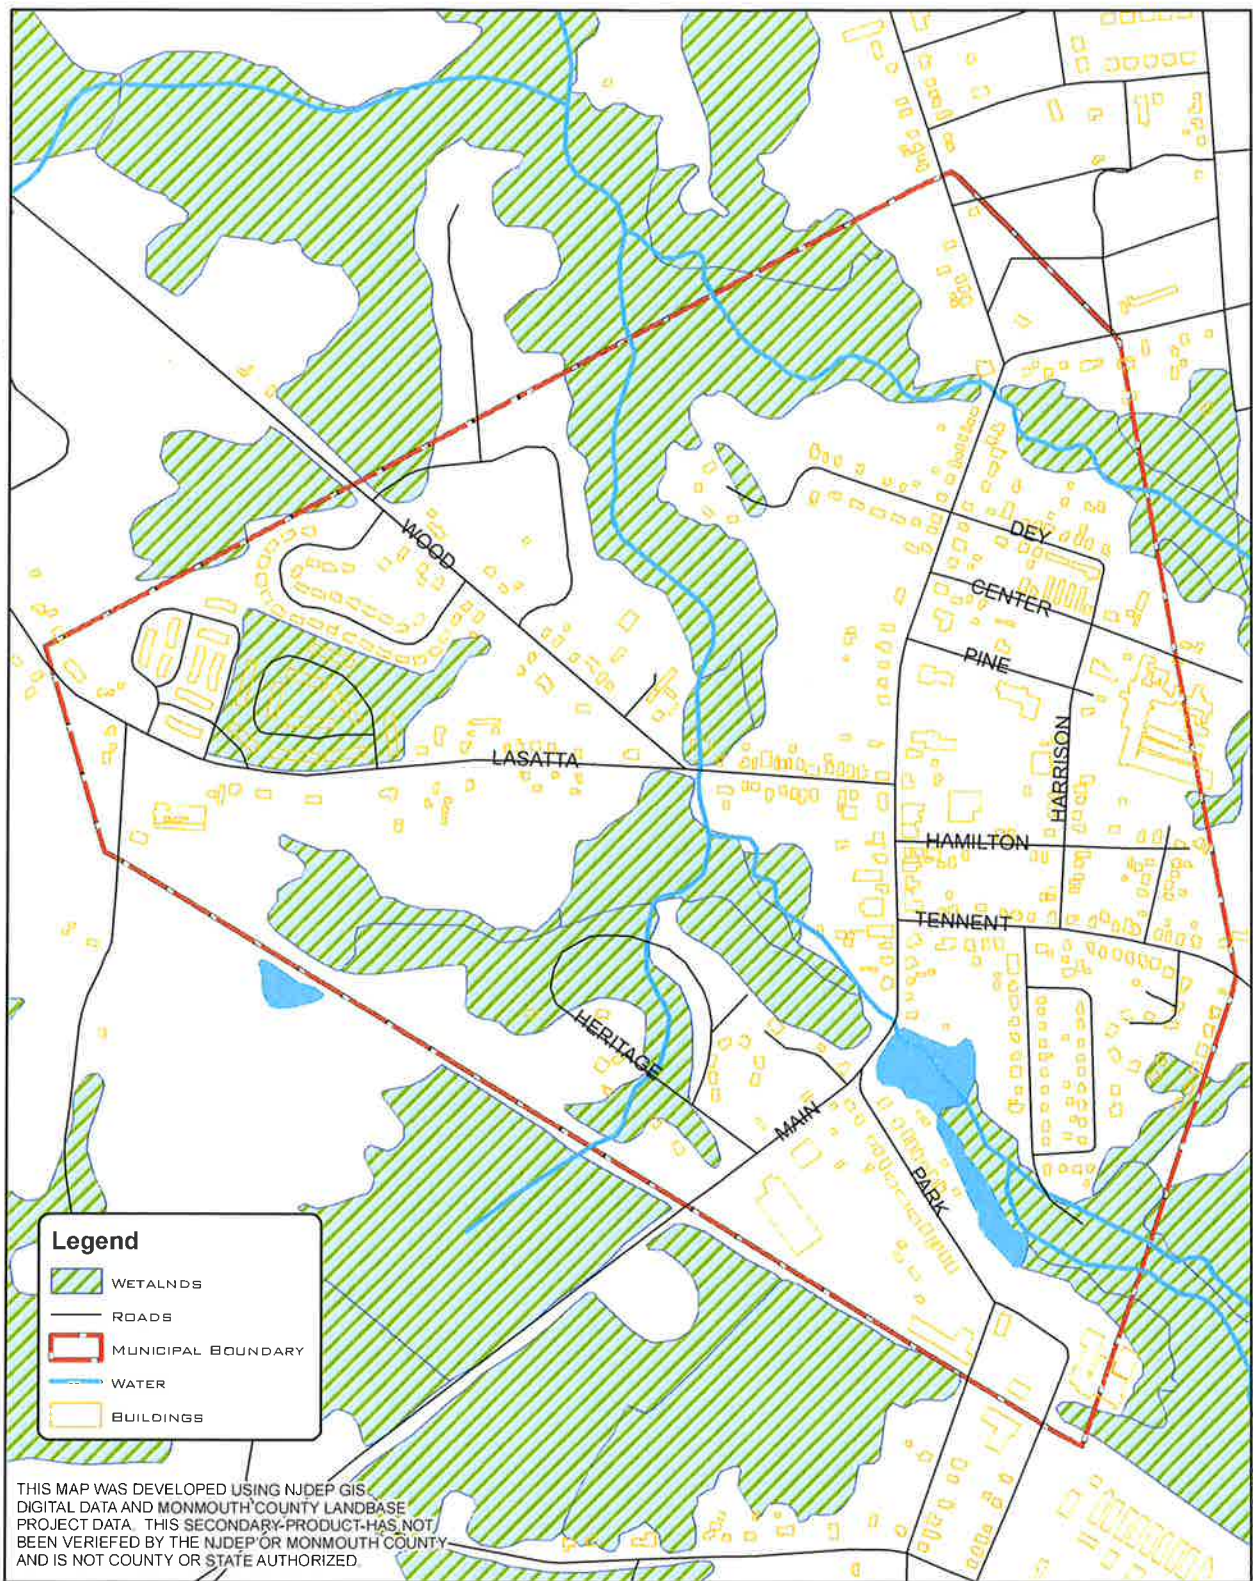 WOOD
DEY
CENTER
PINE
LASATTA
HARRISON
HAMILTON
TENNENT
HERITAGE
MAIN
PARK
Legend
WETALNDS
ROADS
MUNICIPAL BOUNDARY
WATER
BUILDINGS
THIS MAP WAS DEVELOPED USING NJDEP GIS
DIGITAL DATA AND MONMOUTH COUNTY LANDBASE
PROJECT DATA. THIS SECONDARY-PRODUCT-HAS NOT
BEEN VERIEFED BY THE NJDEP OR MONMOUTH COUNTY
AND IS NOT COUNTY OR STATE AUTHORIZED.